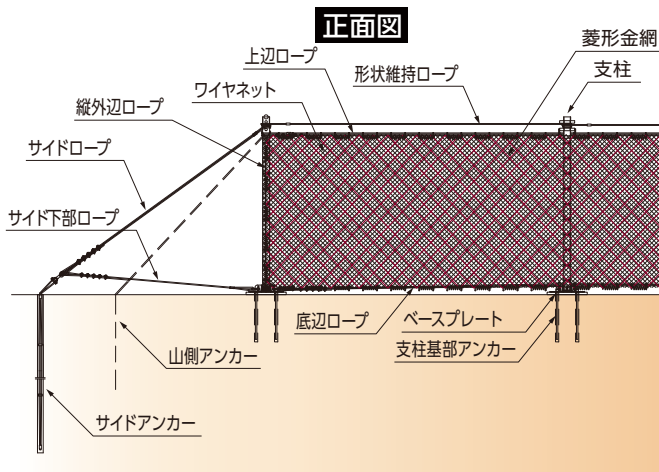 正面図
上辺ロープ
菱形金網
形状維持ロープ
支柱
ワイヤネット
縦外辺ロープ
サイドロープ
サイド下部ロープ
底辺ロープ
ベースプレート
山側アンカー
支柱基部アンカー
サイドアンカー